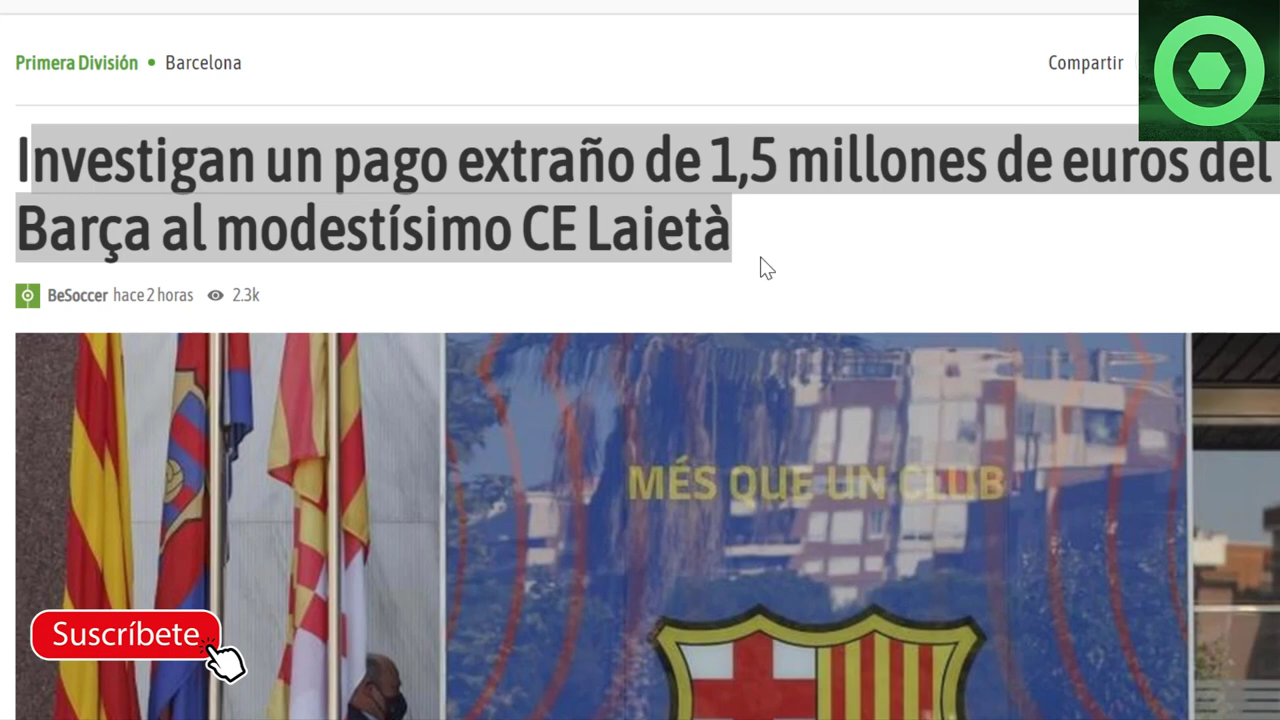 Primera División • Barcelona
Compartir
Investigan un pago extraño de 1,5 millones de euros del
Barça al modestísimo CE Laietà
BeSoccer hace 2 horas 2.3k
MÉS QUE UN CLUB
Suscríbete